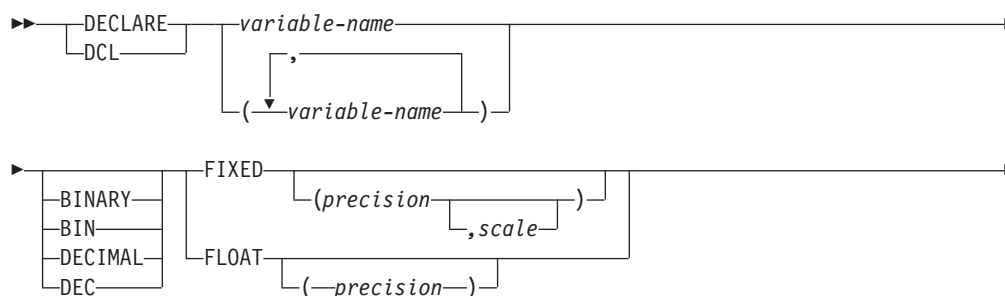 DECLARE variable-name
DCL
,
( variable-name )
FIXED
BINARY (precision )
BIN ,scale
DECIMAL FLOAT
DEC ( precision )